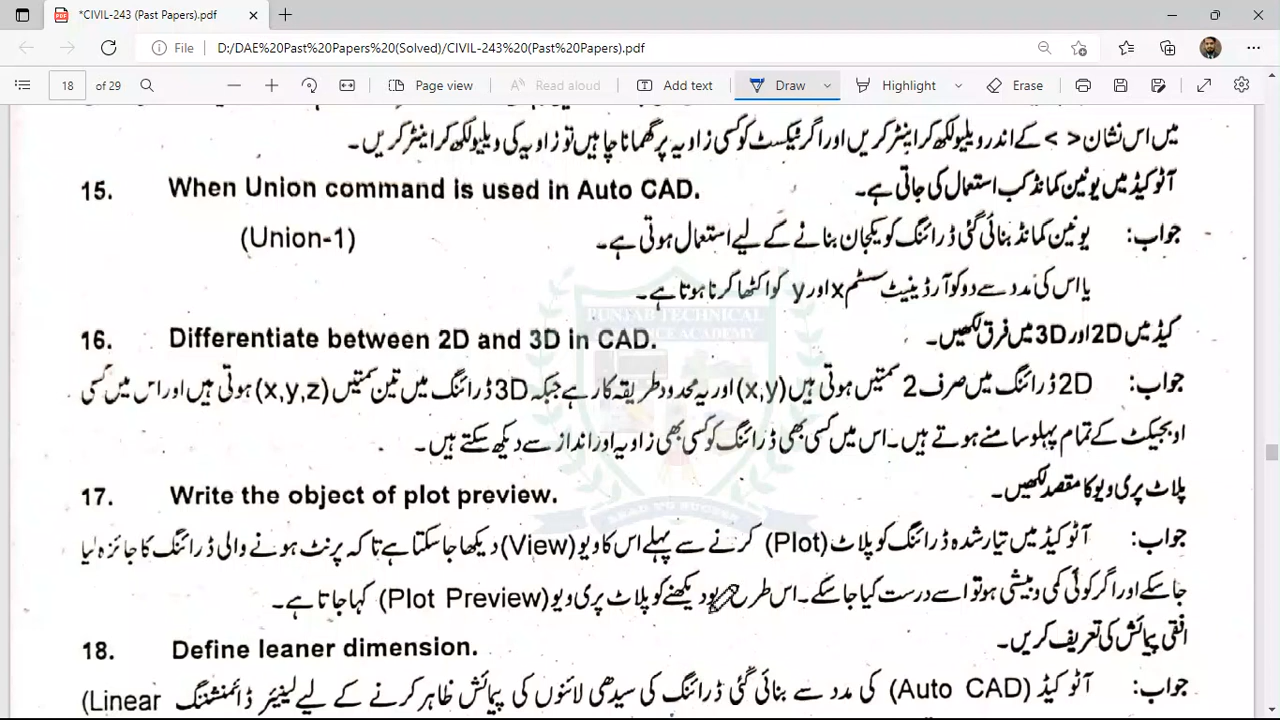 *CIVIL-243 (Past Papers).pdf
File D:/DAE%20Past%20Papers%20(Solved)/CIVIL-243%20(Past%20Papers).pdf
18 of 29 Page view Read aloud Add text Draw Highlight Erase
میں اس نشان < > کے اندر ویلیو لکھ کر اینٹر کریں اور اگر ٹیکسٹ کو کسی زاویہ پر گھمانا چاہیں تو زاویہ کی ویلیو لکھ کر اینٹر کریں۔
15. When Union command is used in Auto CAD. آٹو کیڈ میں یونین کمانڈ کب استعمال کی جاتی ہے۔
جواب: یونین کمانڈ بنائی گئی ڈرائنگ کو یکجان بنانے کے لیے استعمال ہوتی ہے۔ (Union-1)
یا اس کی مدد سے دو کو آرڈینیٹ سسٹم x اور y کو اکٹھا کرنا ہوتا ہے۔
PUNJAB TECHNICAL
SCIENCE ACADEMY
16. Differentiate between 2D and 3D in CAD. کیڈ میں 2D اور 3D میں فرق لکھیں۔
جواب: 2D ڈرائنگ میں صرف 2 سمتیں ہوتی ہیں (x,y) اور یہ محدود طریقہ کار ہے جبکہ 3D ڈرائنگ میں تین سمتیں (x,y,z) ہوتی ہیں اور اس میں کسی
اوبجیکٹ کے تمام پہلو سامنے ہوتے ہیں۔ اس میں کسی بھی ڈرائنگ کو کسی بھی زاویہ اور انداز سے دیکھ سکتے ہیں۔
17. Write the object of plot preview. پلاٹ پری ویو کا مقصد لکھیں۔
جواب: آٹو کیڈ میں تیار شدہ ڈرائنگ کو پلاٹ (Plot) کرنے سے پہلے اس کا ویو (View) دیکھا جا سکتا ہے تا کہ پرنٹ ہونے والی ڈرائنگ کا جائزہ لیا
جا سکے اور اگر کوئی کمی و بیشی ہو تو اسے درست کیا جا سکے۔ اس طرح دیکھنے کو پلاٹ پری ویو (Plot Preview) کہا جاتا ہے۔
18. Define leaner dimension. افقی پیمائش کی تعریف کریں۔
جواب: آٹو کیڈ (Auto CAD) کی مدد سے بنائی گئی ڈرائنگ کی سیدھی لائنوں کی پیمائش ظاہر کرنے کے لیے لینیئر ڈائمنشننگ (Linear